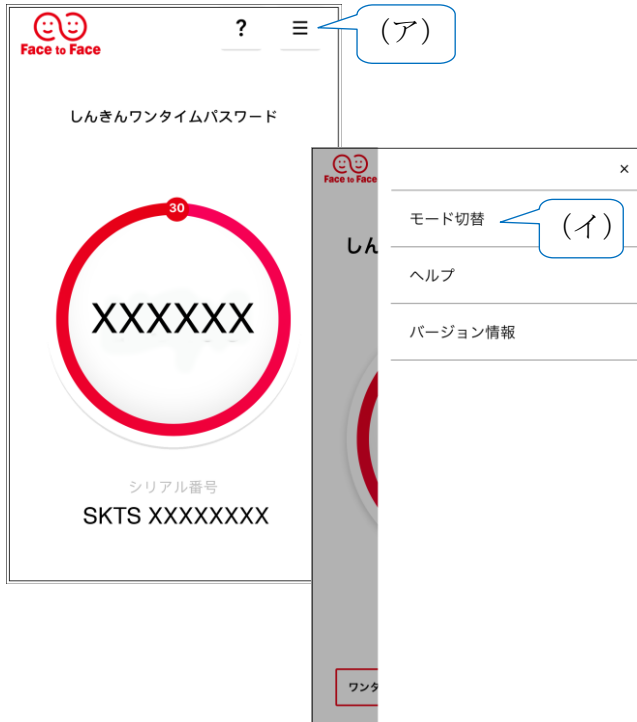 Face to Face
?
≡
(ア)
しんきんワンタイムパスワード
30
XXXXXX
シリアル番号
SKTS XXXXXXXX
Face to Face
×
しん
モード切替
(イ)
ヘルプ
バージョン情報
ワンタ